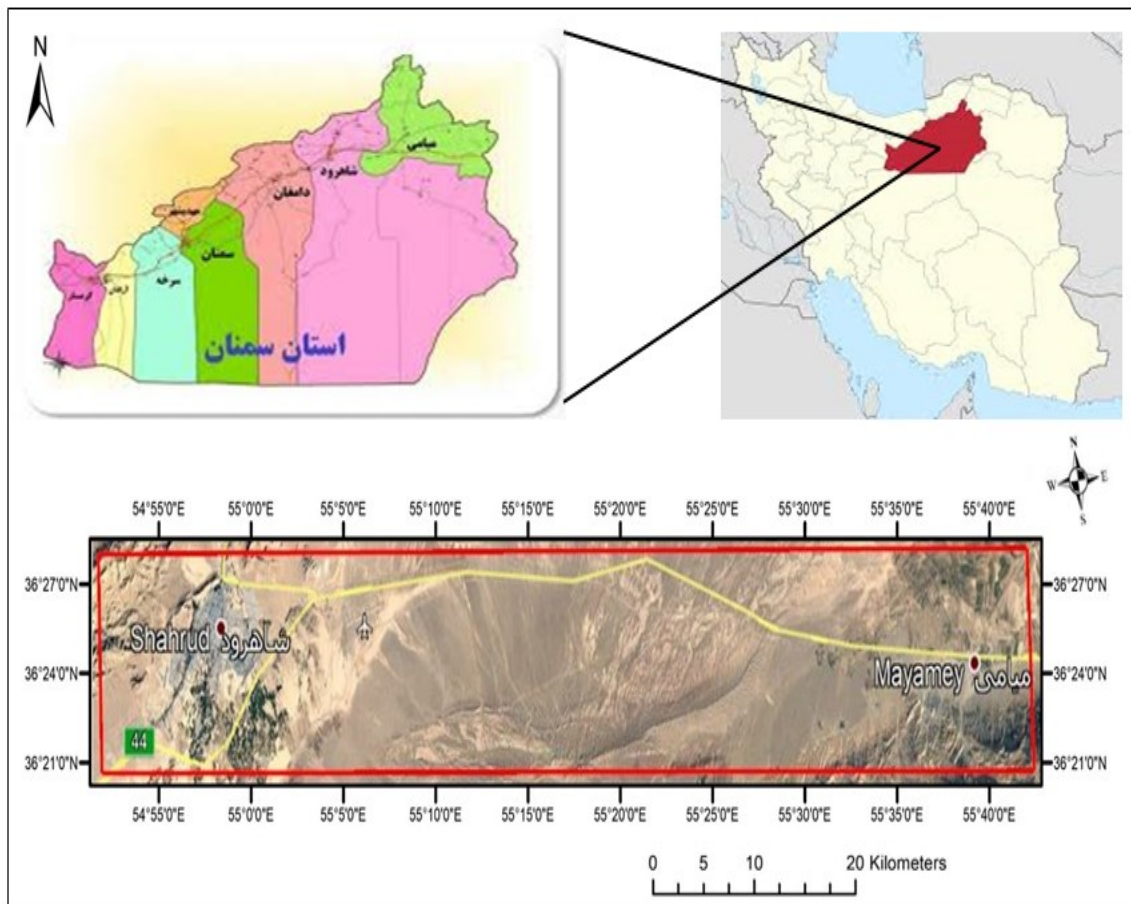 N
میامی
شاهرود
دامغان
مهدیشهر
سمنان
سرخه
آرادان
گرمسار
استان سمنان
N
W E
S
54°55'0"E 55°0'0"E 55°5'0"E 55°10'0"E 55°15'0"E 55°20'0"E 55°25'0"E 55°30'0"E 55°35'0"E 55°40'0"E
36°27'0"N 36°27'0"N
Shahrud شاهرود
36°24'0"N Mayamey میامی 36°24'0"N
44
36°21'0"N 36°21'0"N
54°55'0"E 55°0'0"E 55°5'0"E 55°10'0"E 55°15'0"E 55°20'0"E 55°25'0"E 55°30'0"E 55°35'0"E 55°40'0"E
0 5 10 20 Kilometers